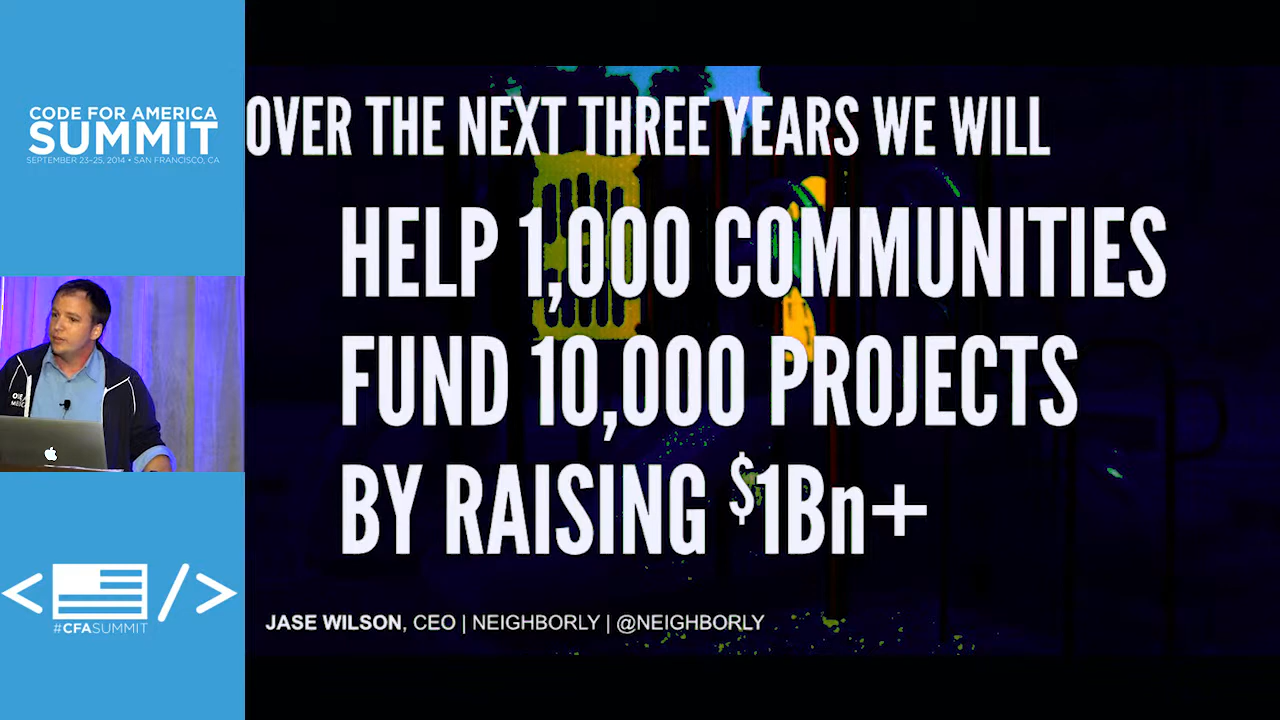 CODE FOR AMERICA
SUMMIT
SEPTEMBER 23-25, 2014 • SAN FRANCISCO, CA
OVER THE NEXT THREE YEARS WE WILL
HELP 1,000 COMMUNITIES
FUND 10,000 PROJECTS
BY RAISING $1Bn+
JASE WILSON, CEO | NEIGHBORLY | @NEIGHBORLY
</>
#CFASUMMIT